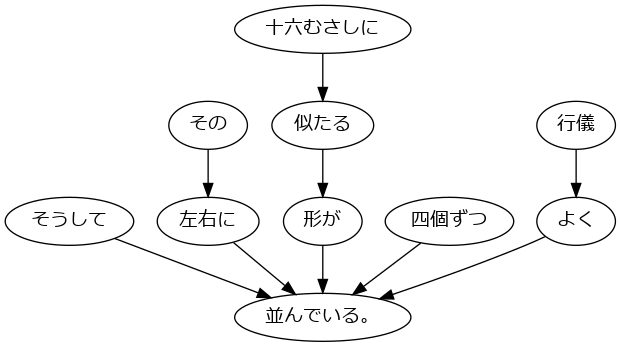 十六むさしに
その
似たる
行儀
そうして
左右に
形が
四個ずつ
よく
並んでいる。